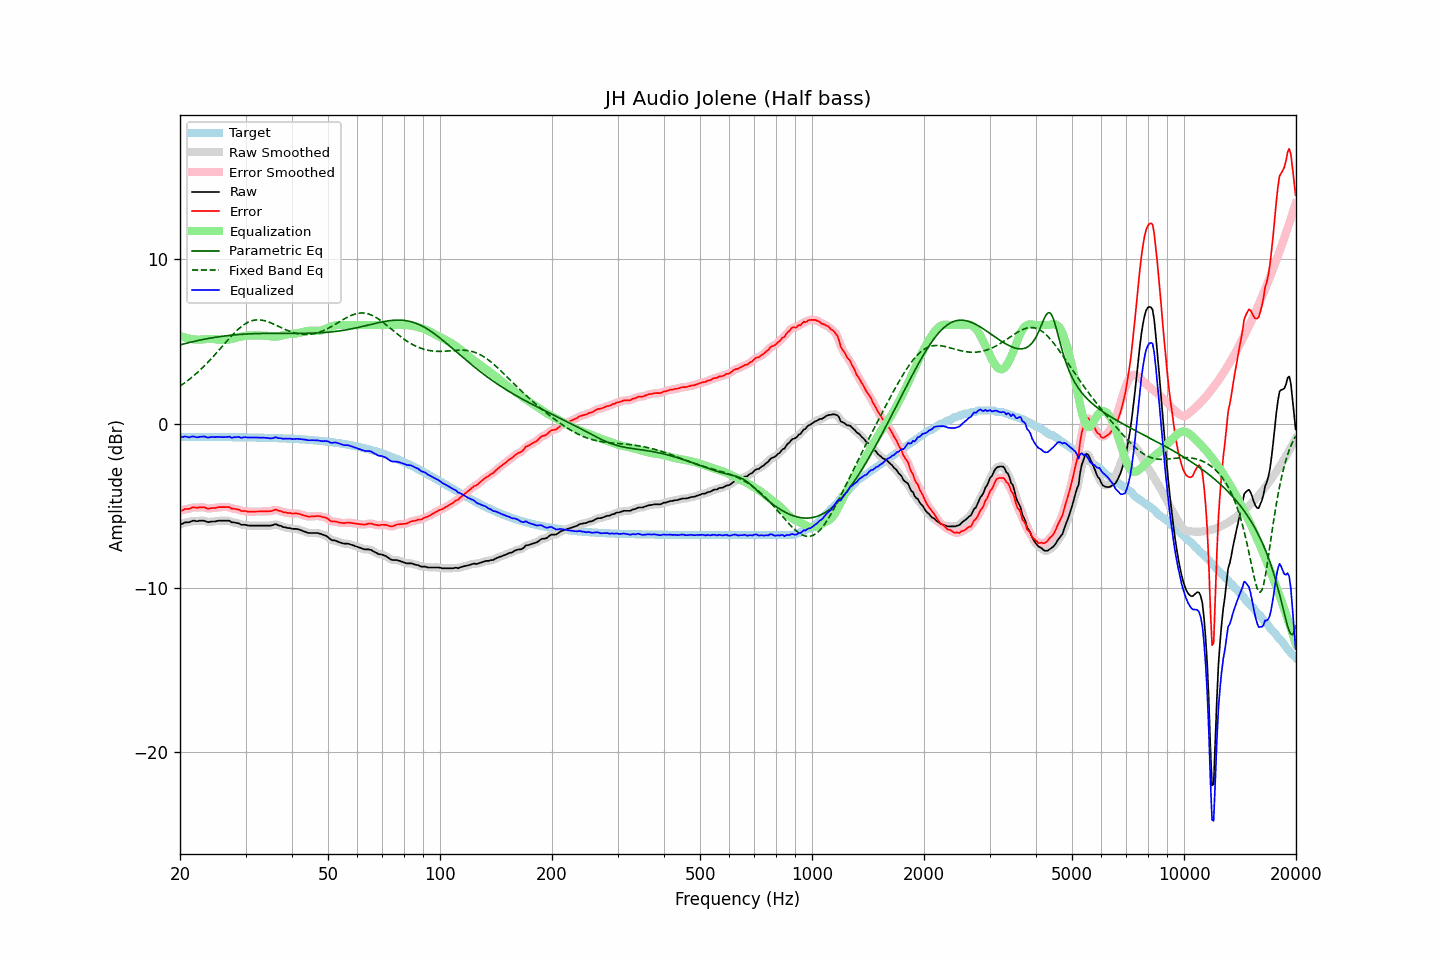 JH Audio Jolene (Half bass)
Target
Raw Smoothed
Error Smoothed
Raw
Error
Equalization
Parametric Eq
Fixed Band Eq
Equalized
Amplitude (dBr)
10
0
−10
−20
20 50 100 200 500 1000 2000 5000 10000 20000
Frequency (Hz)